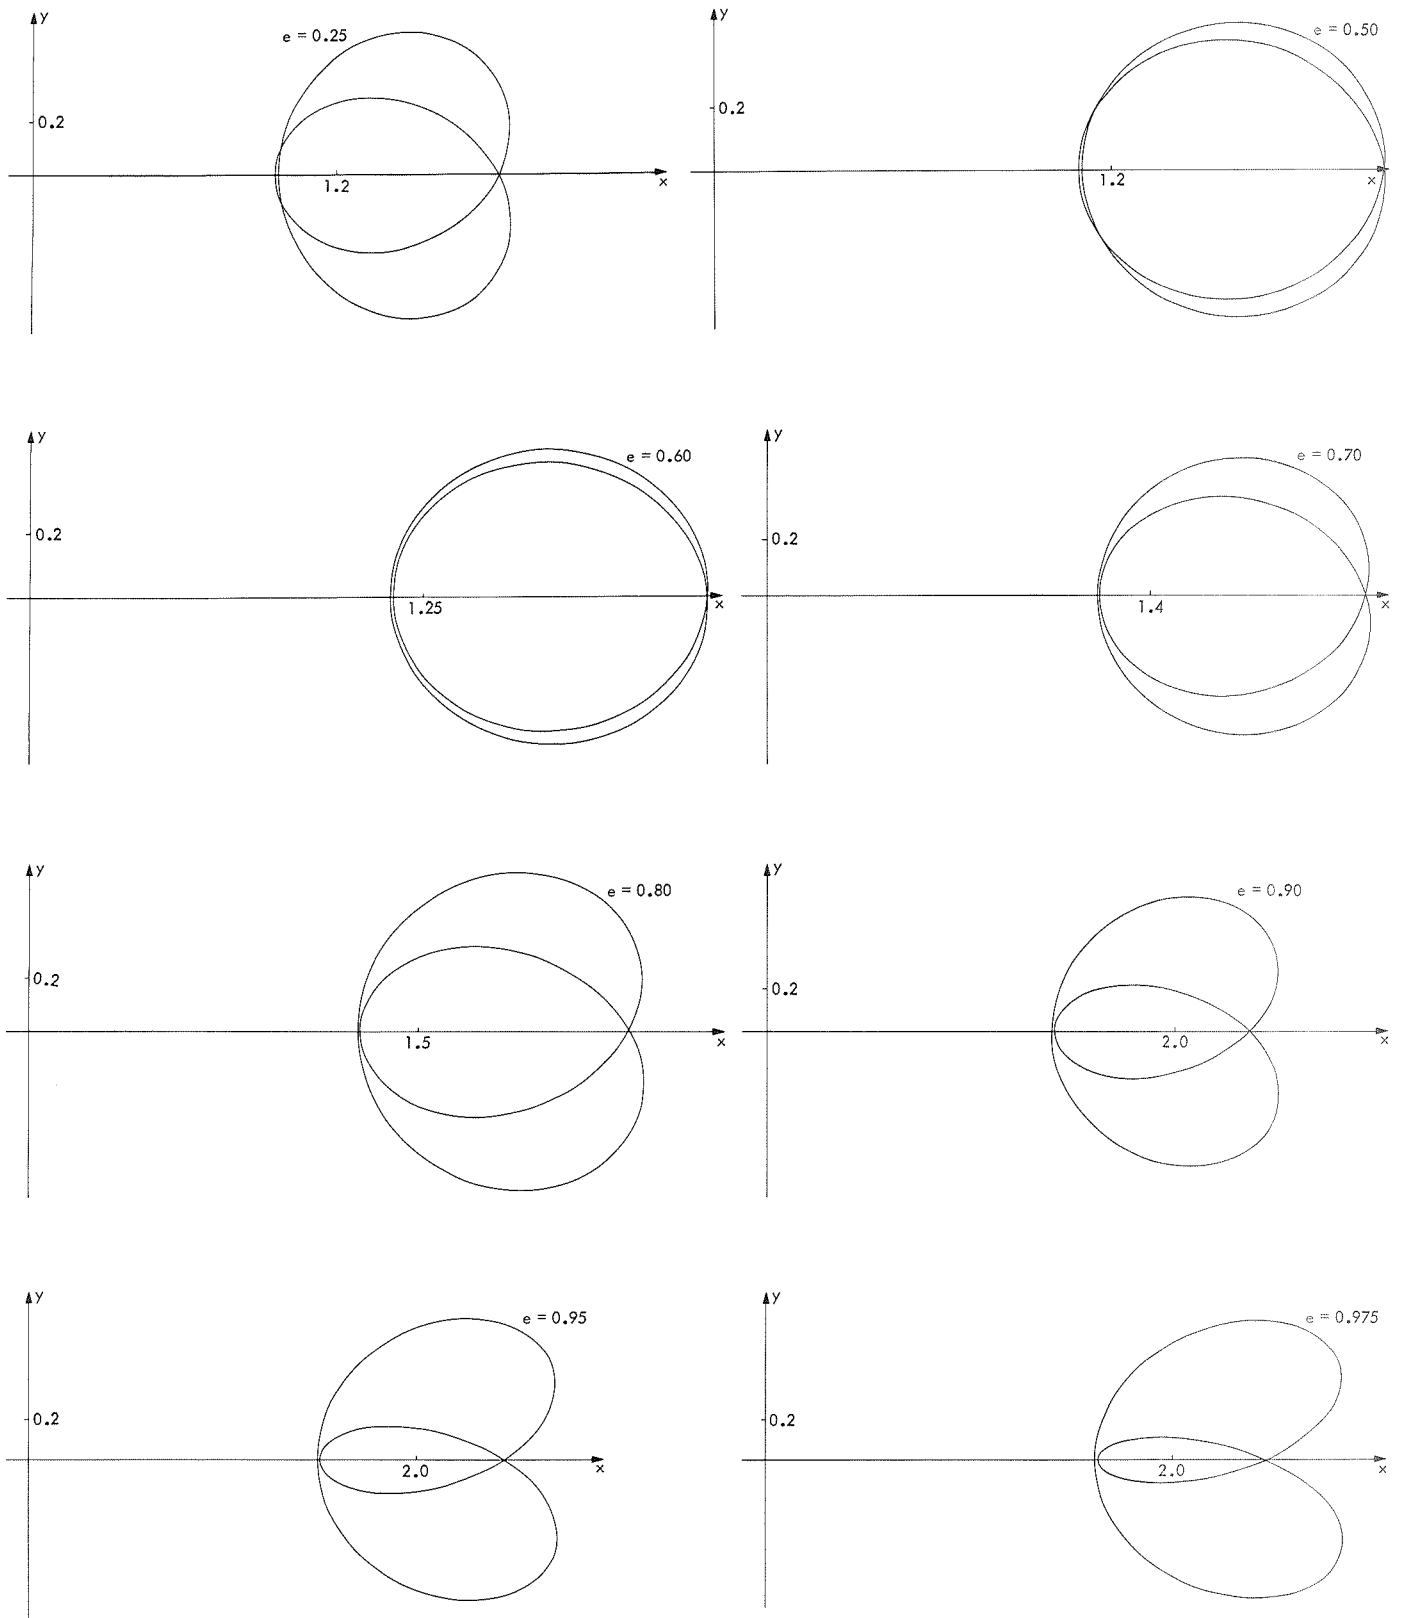 y
e = 0.25
0.2
1.2
x
y
e = 0.50
0.2
1.2
x
y
e = 0.60
0.2
1.25
x
y
e = 0.70
0.2
1.4
x
y
e = 0.80
0.2
1.5
x
y
e = 0.90
0.2
2.0
x
y
e = 0.95
0.2
2.0
x
y
e = 0.975
0.2
2.0
x